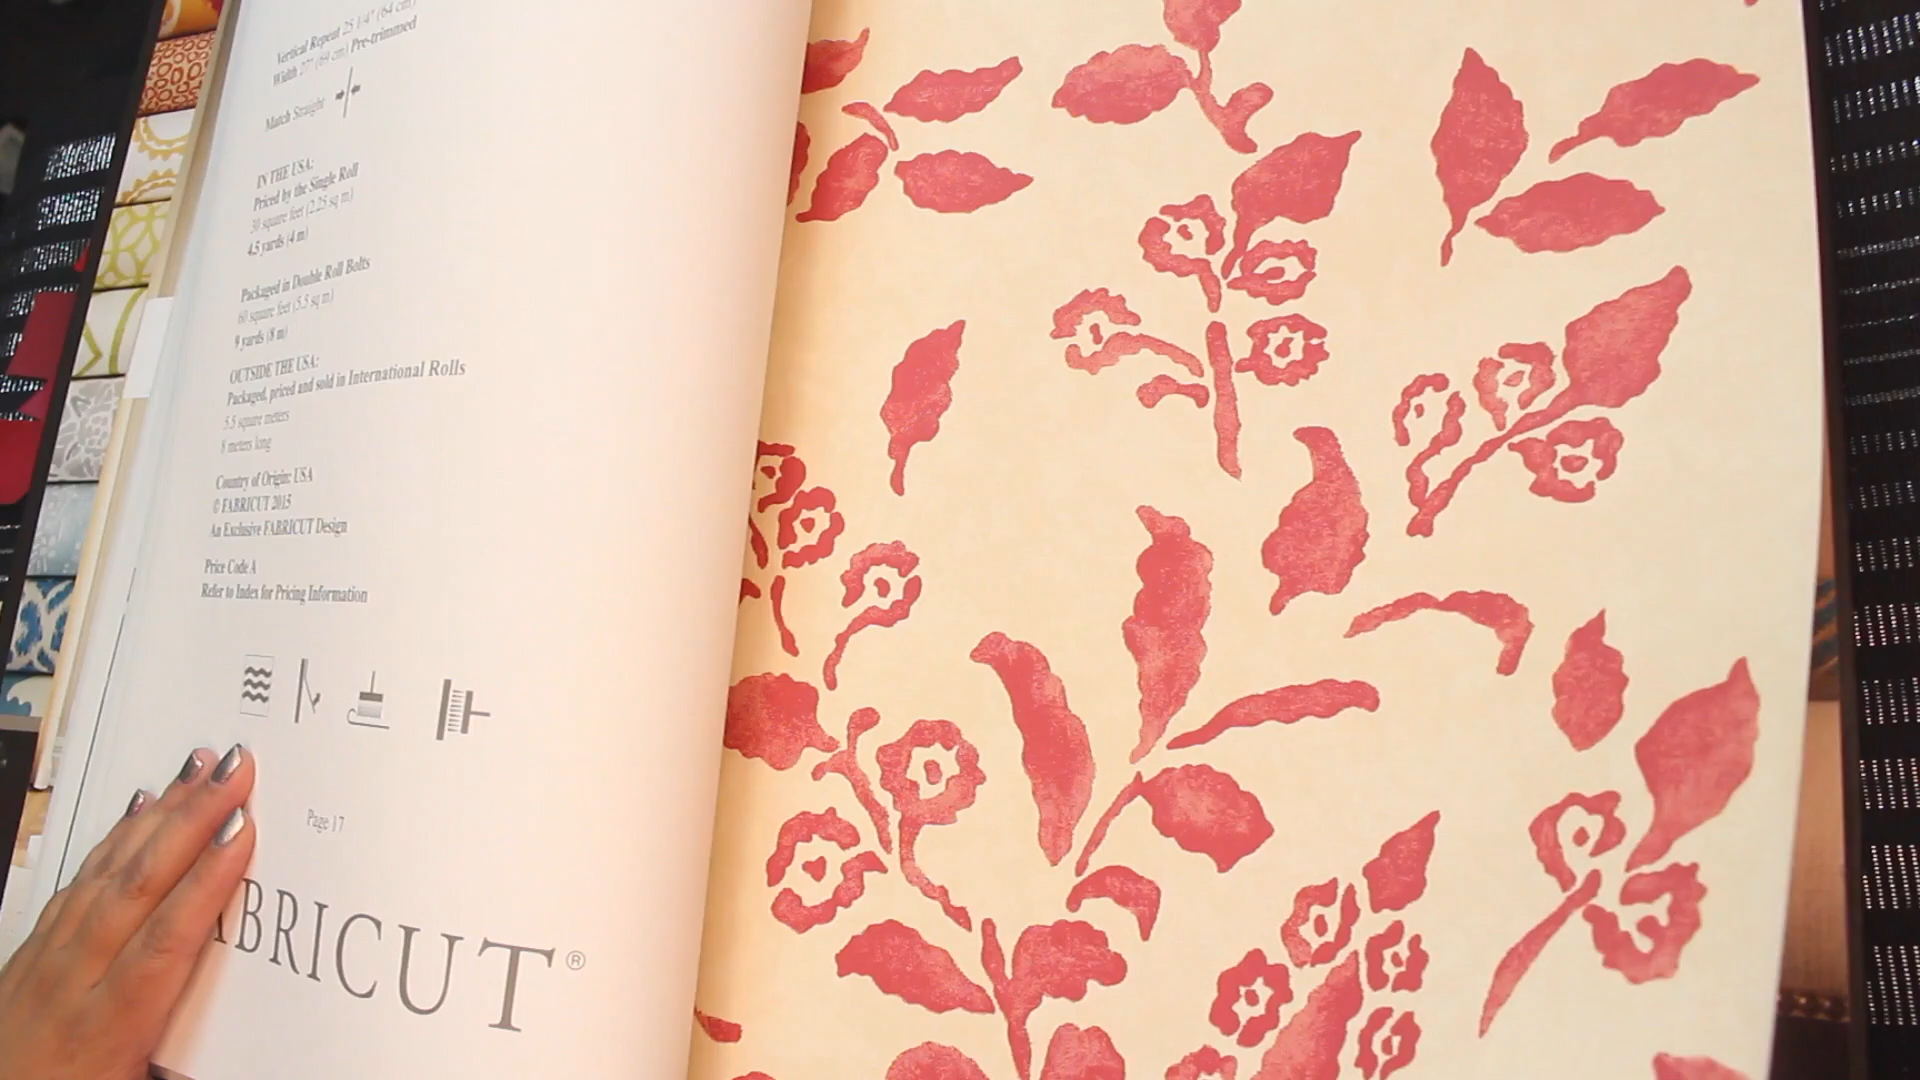 Vertical Repeat 25 1/4" (64 cm)
Width 27" (69 cm) Pre-trimmed
Match Straight
IN THE USA:
Priced by the Single Roll
30 square feet (2.25 sq m)
4.5 yards (4 m)
Packaged in Double Roll Bolts
60 square feet (5.5 sq m)
9 yards (8 m)
OUTSIDE THE USA:
Packaged, priced and sold in International Rolls
5.5 square meters
8 meters long
Country of Origin: USA
© FABRICUT 2015
An Exclusive FABRICUT Design
Price Code A
Refer to Index for Pricing Information
Page 17
ABRICUT®